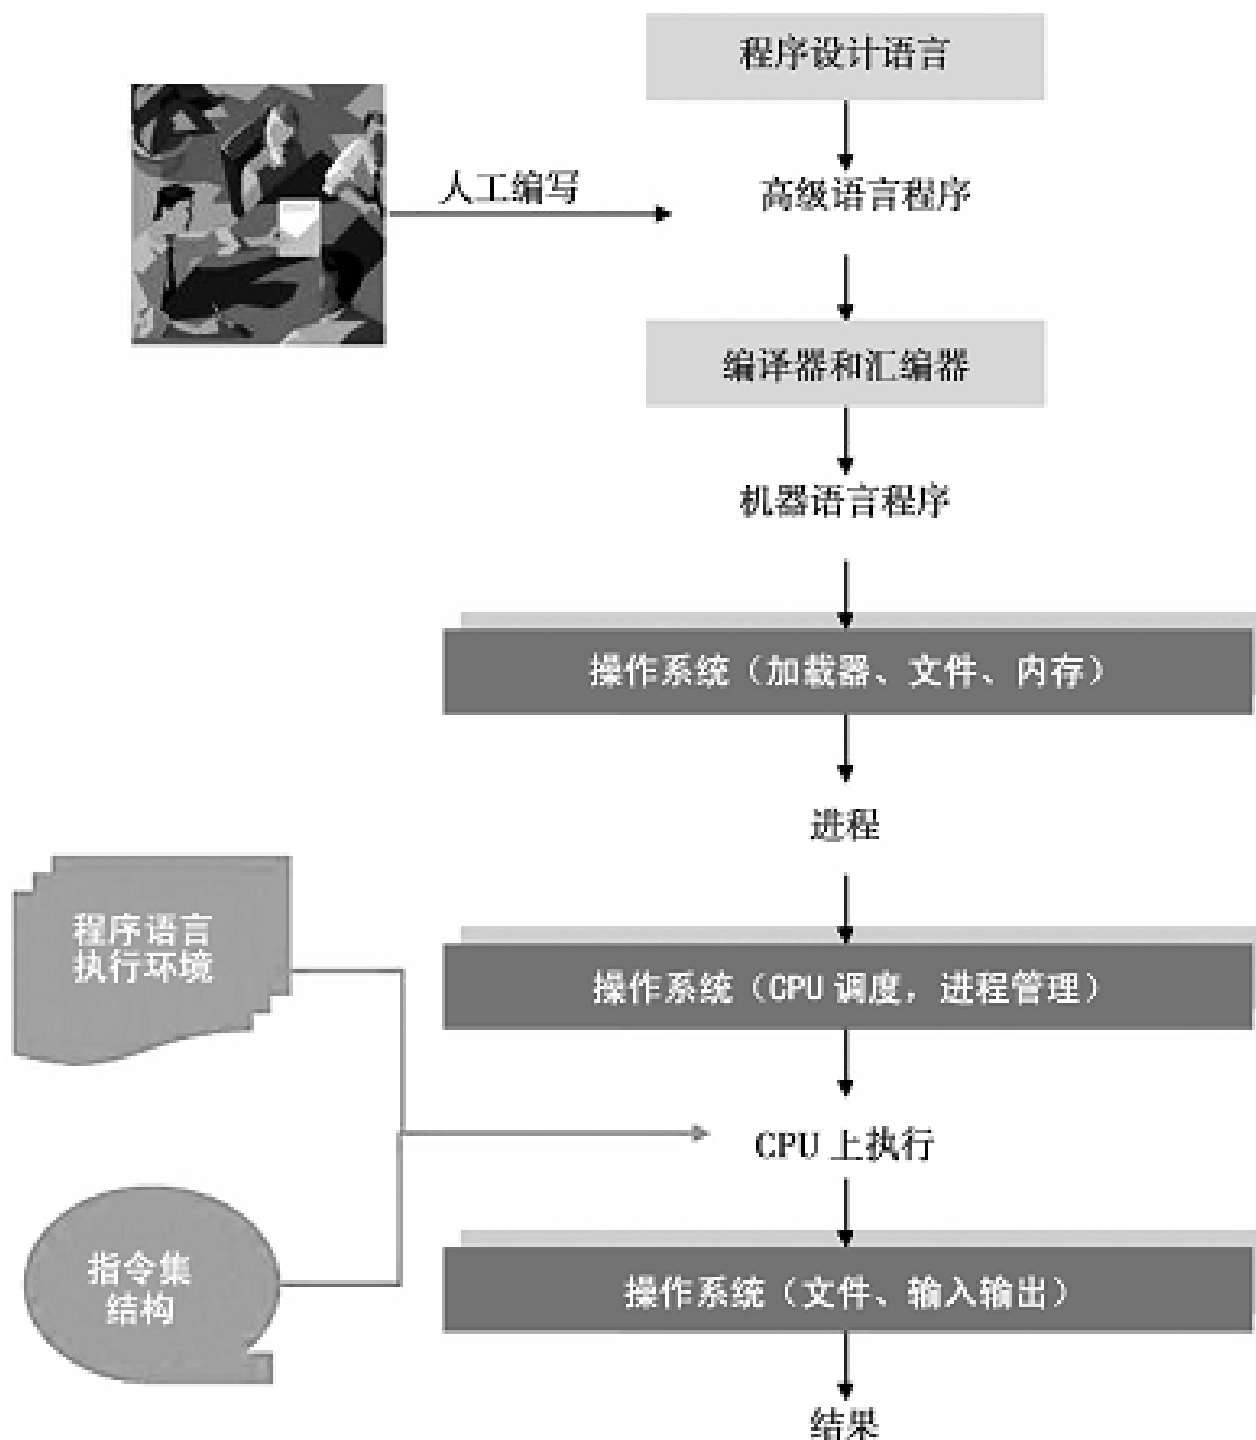 程序设计语言
人工编写
高级语言程序
编译器和汇编器
机器语言程序
操作系统（加载器、文件、内存）
进程
程序语言
执行环境
操作系统（CPU 调度，进程管理）
CPU 上执行
指令集
结构
操作系统（文件、输入输出）
结果